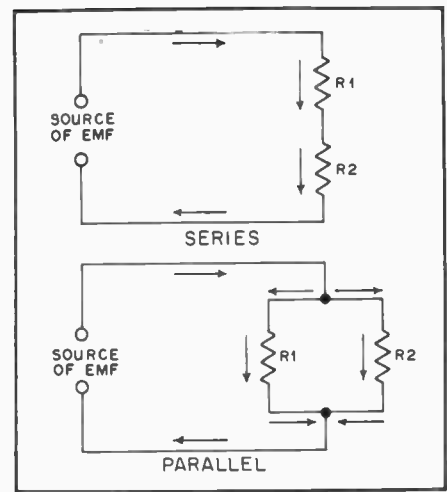 R1
SOURCE
OF EMF
R2
SERIES
SOURCE
OF EMF
R1
R2
PARALLEL